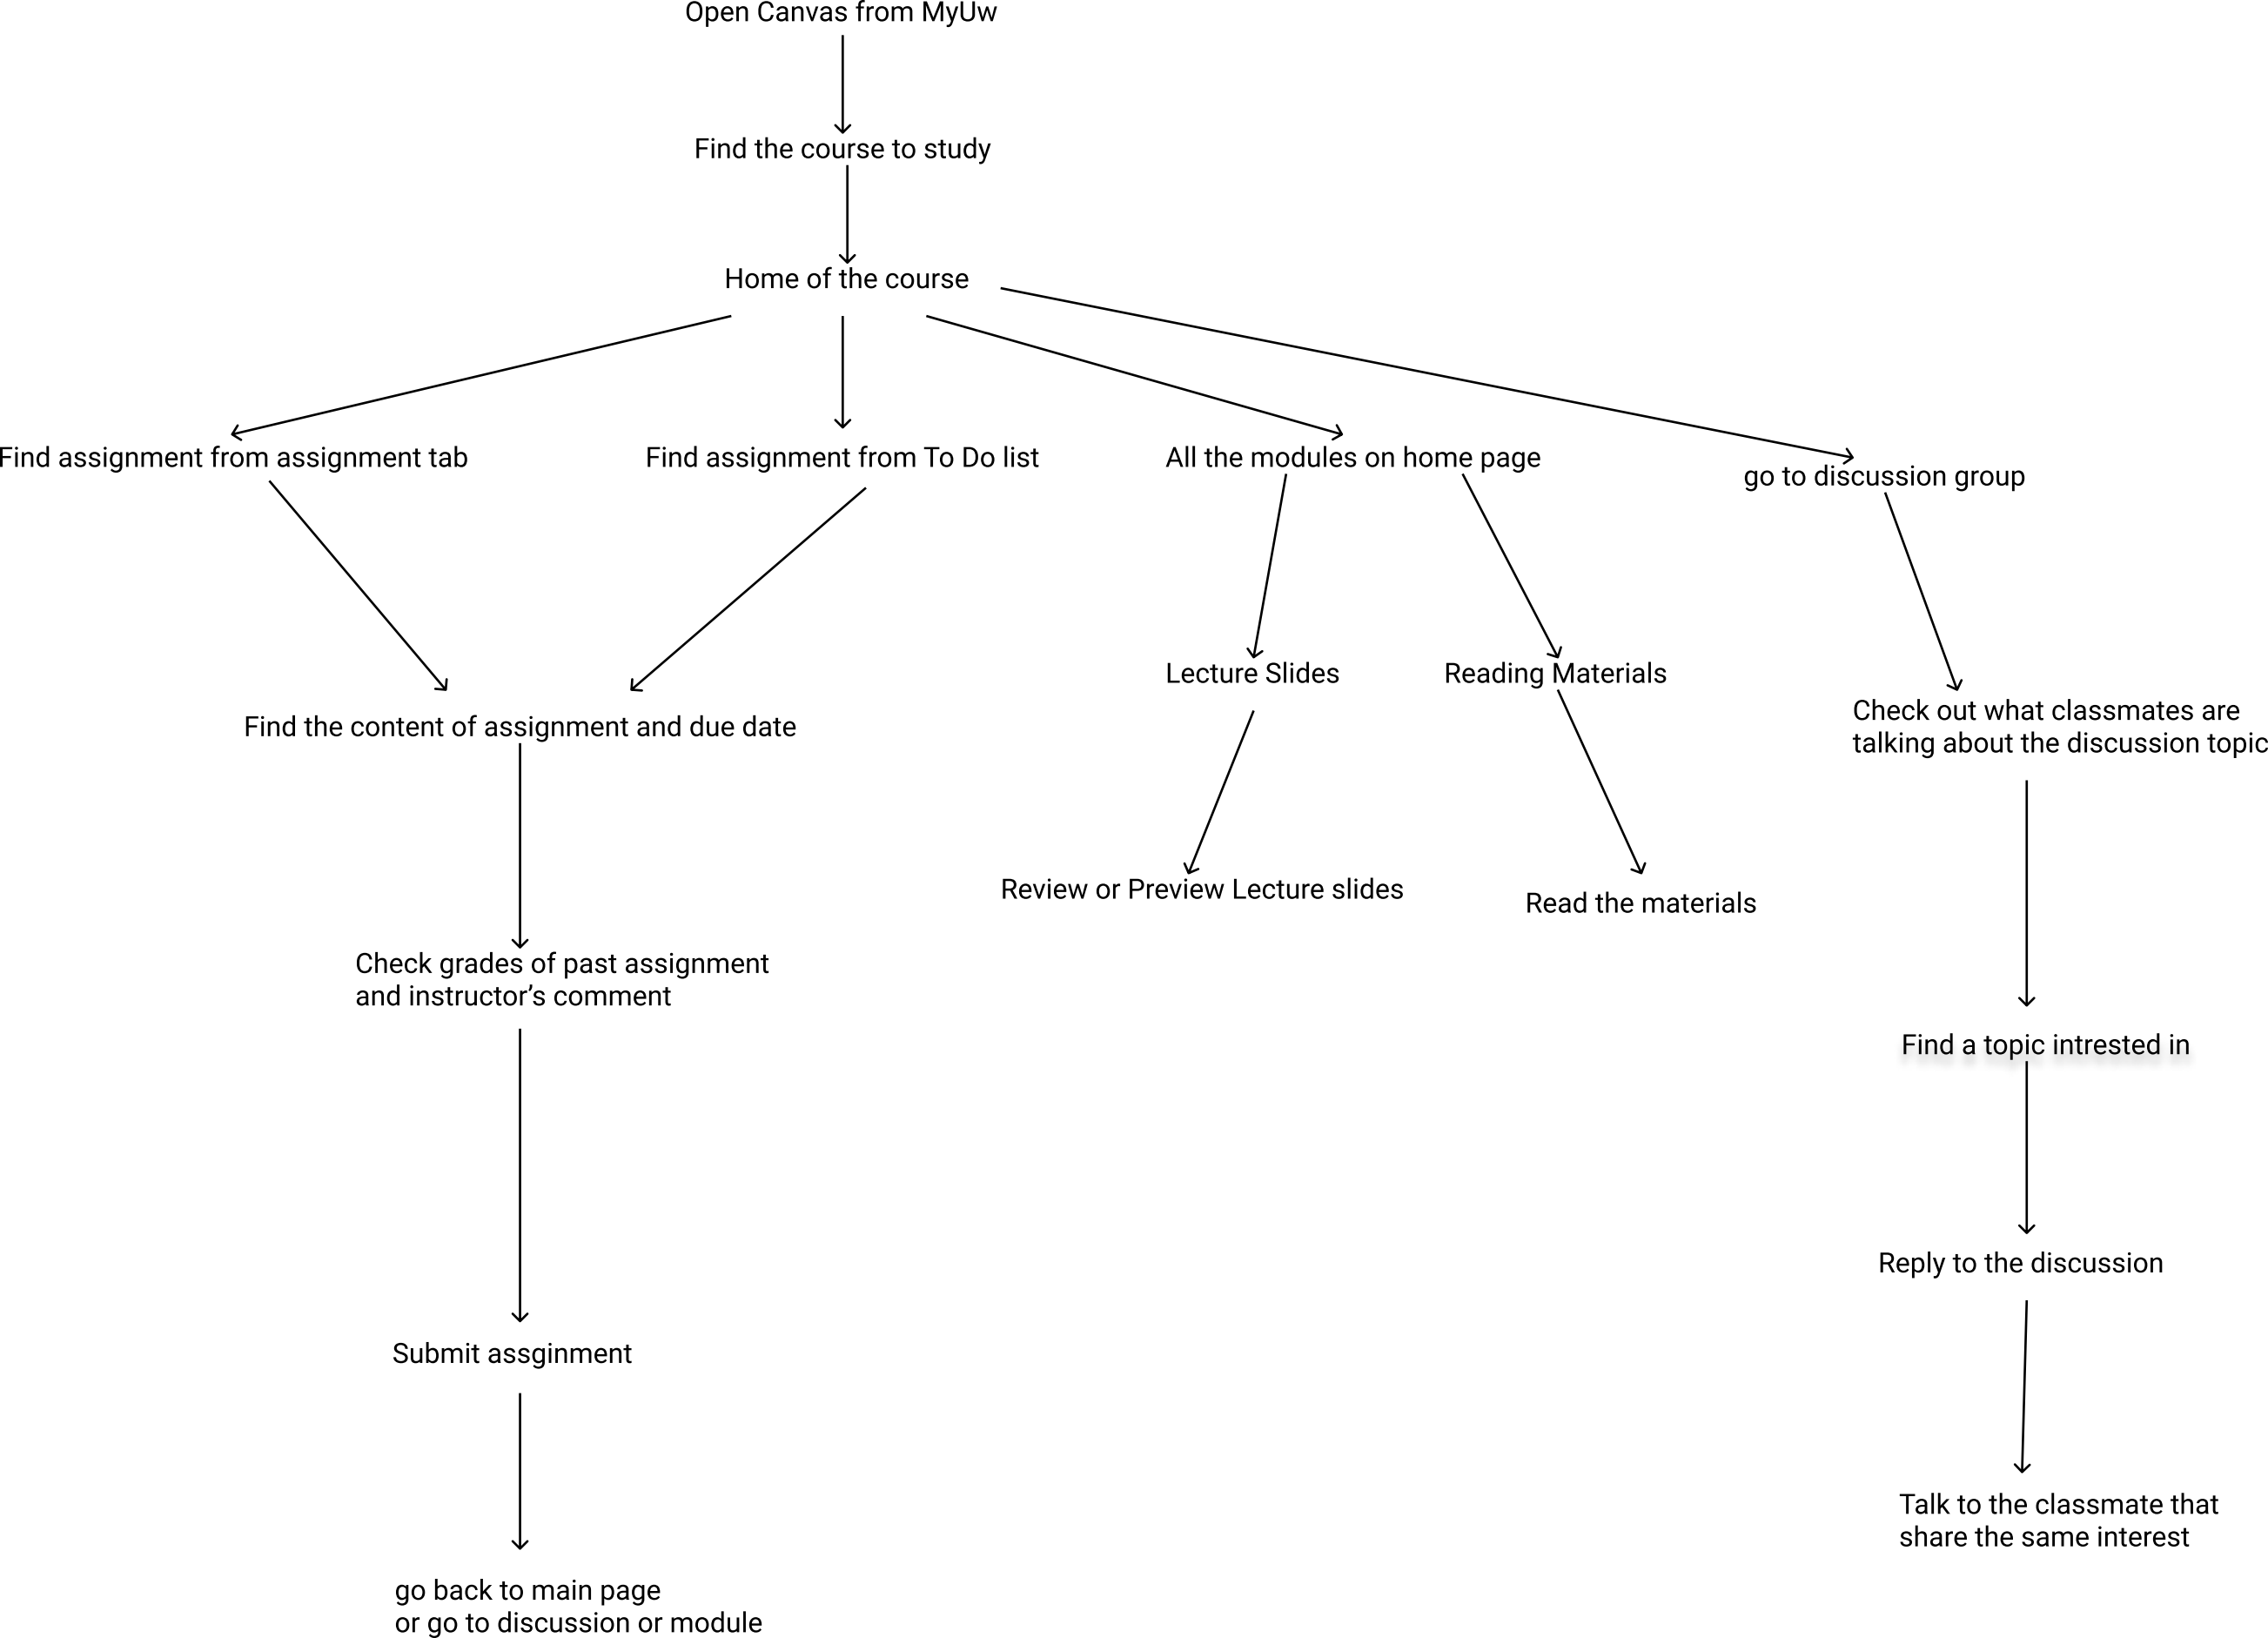 Open Canvas from MyUw
Find the course to study
Home of the course
Find assignment from assignment tab
Find assignment from To Do list
All the modules on home page
go to discussion group
Lecture Slides
Reading Materials
Find the content of assignment and due date
Check out what classmates are
talking about the discussion topic
Review or Preview Lecture slides
Read the materials
Check grades of past assignment
and instructor’s comment
Find a topic intrested in
Reply to the discussion
Submit assginment
Talk to the classmate that
share the same interest
go back to main page
or go to discussion or module